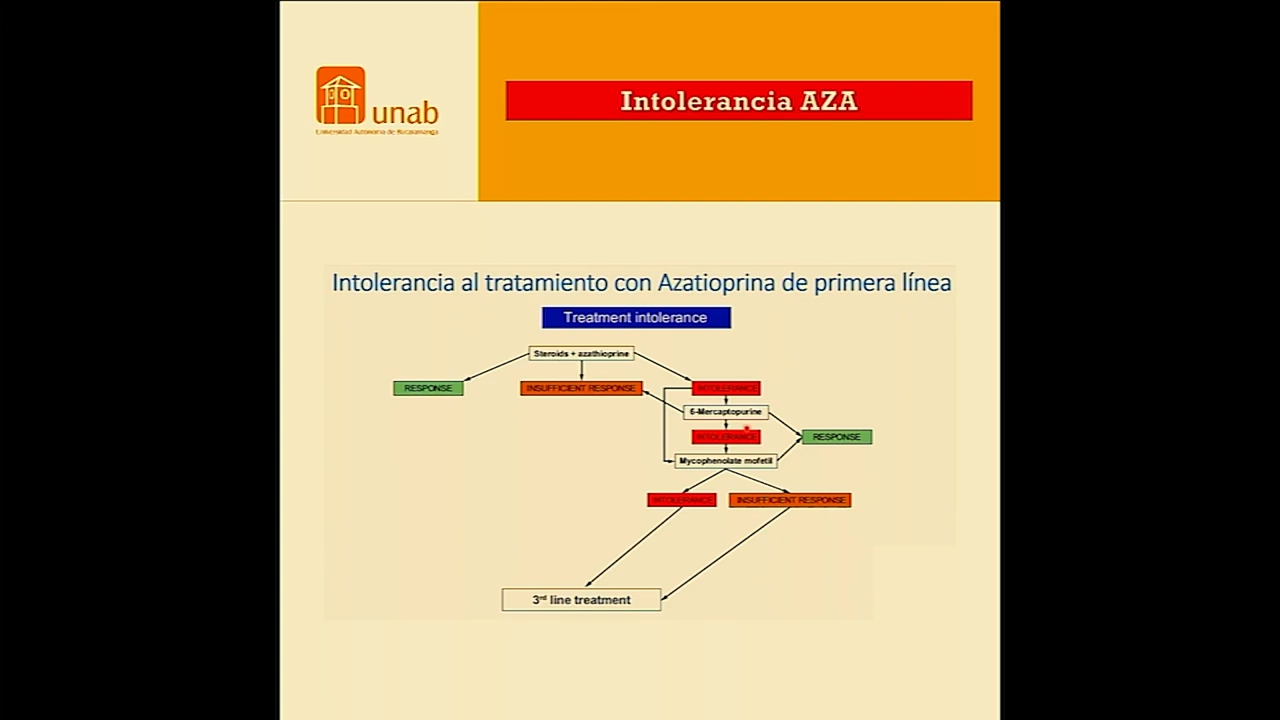 unab
Universidad Autónoma de Bucaramanga
Intolerancia AZA
Intolerancia al tratamiento con Azatioprina de primera línea
Treatment intolerance
Steroids + azathioprine
RESPONSE
INSUFFICIENT RESPONSE
INTOLERANCE
6-Mercaptopurine
INTOLERANCE
RESPONSE
Mycophenolate mofetil
INTOLERANCE
INSUFFICIENT RESPONSE
3rd line treatment